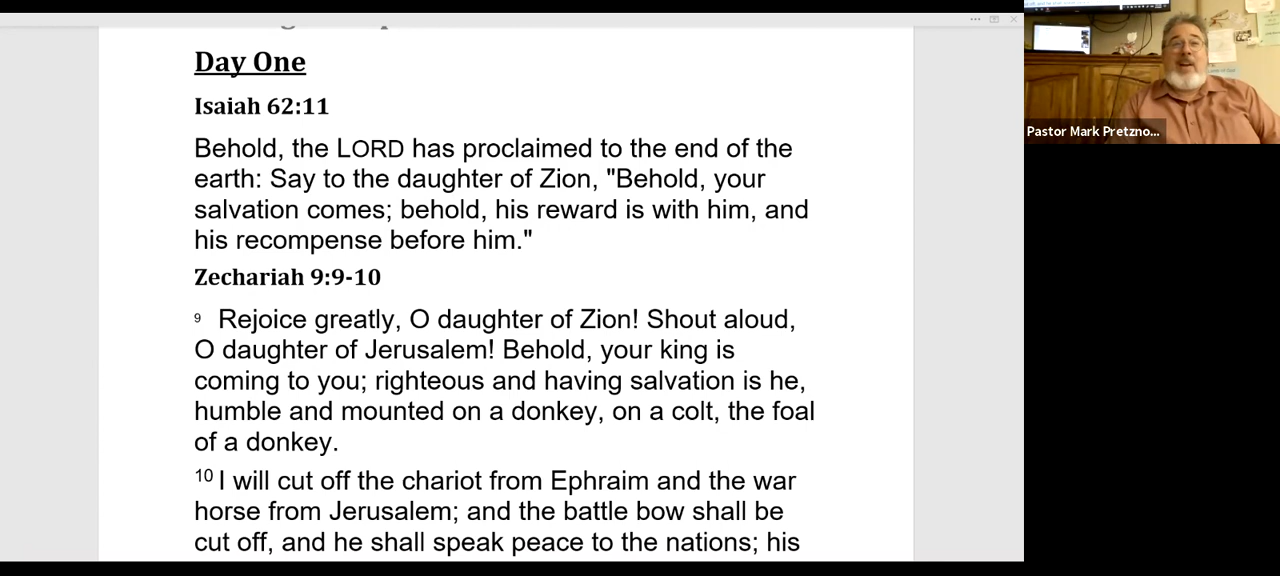 Day One
Isaiah 62:11
Behold, the LORD has proclaimed to the end of the
earth: Say to the daughter of Zion, "Behold, your
salvation comes; behold, his reward is with him, and
his recompense before him."
Zechariah 9:9-10
9 Rejoice greatly, O daughter of Zion! Shout aloud,
O daughter of Jerusalem! Behold, your king is
coming to you; righteous and having salvation is he,
humble and mounted on a donkey, on a colt, the foal
of a donkey.
10 I will cut off the chariot from Ephraim and the war
horse from Jerusalem; and the battle bow shall be
cut off, and he shall speak peace to the nations; his
Pastor Mark Pretzno...